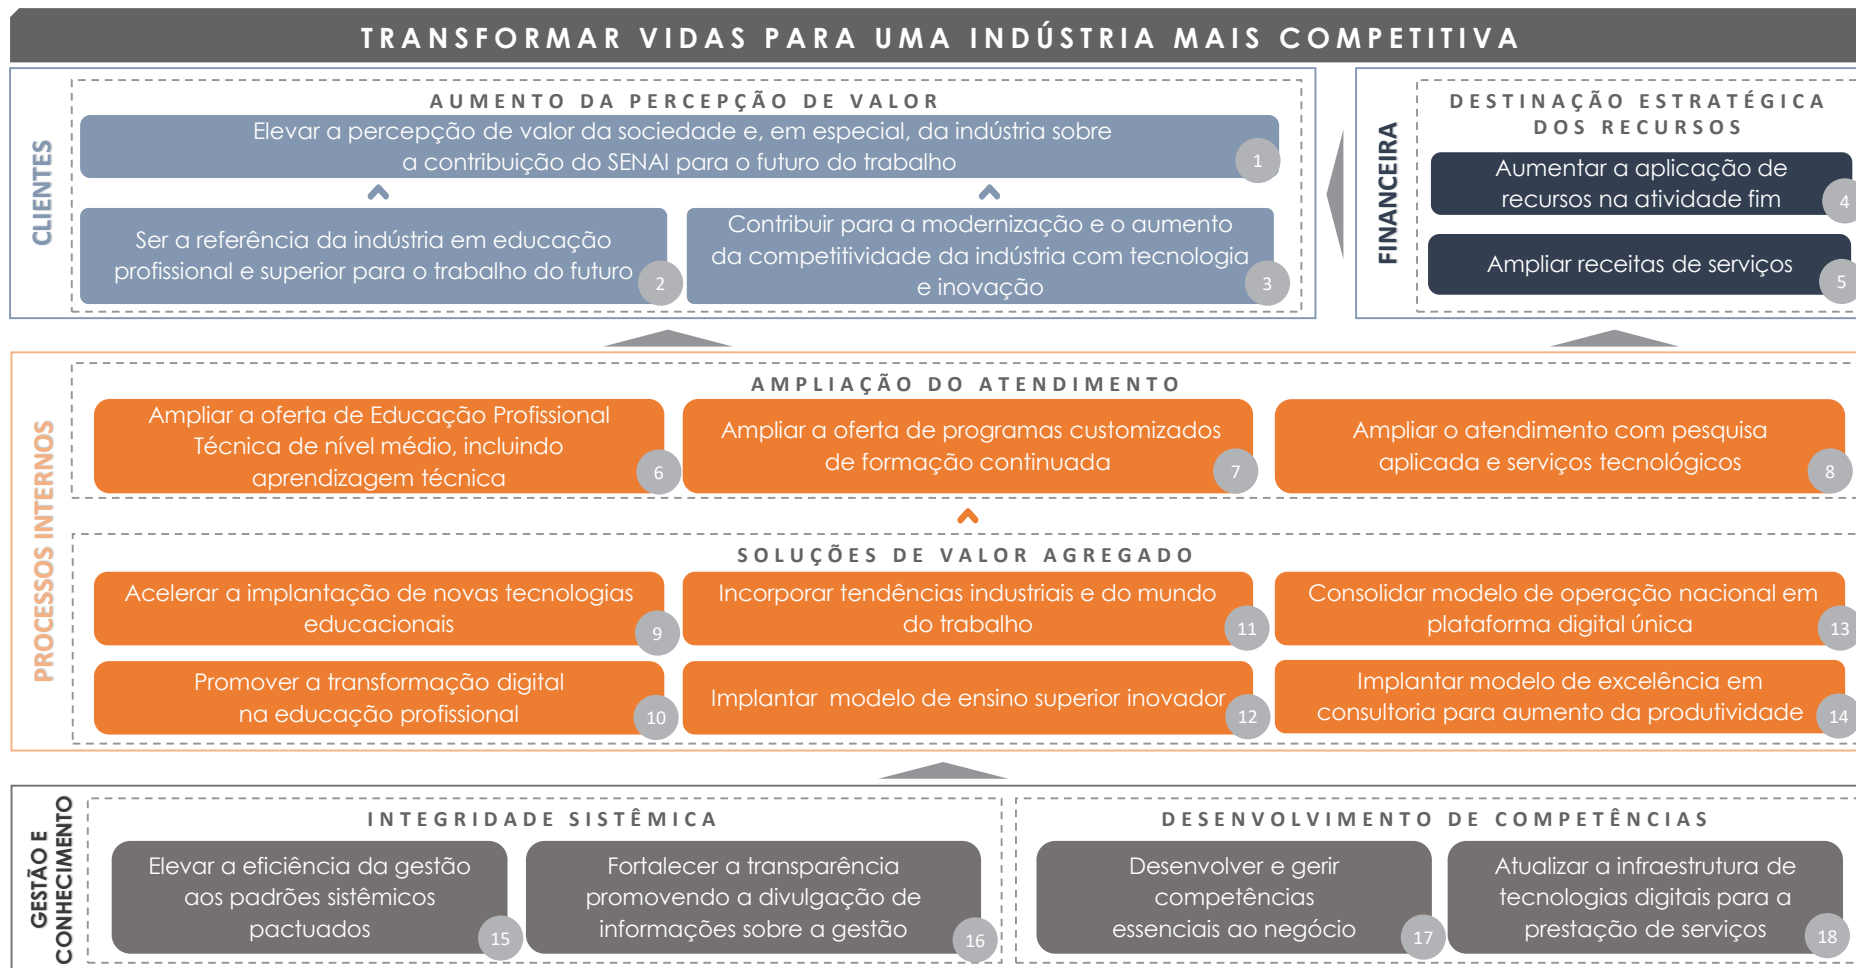 TRANSFORMAR VIDAS PARA UMA INDÚSTRIA MAIS COMPETITIVA
CLIENTES
AUMENTO DA PERCEPÇÃO DE VALOR
Elevar a percepção de valor da sociedade e, em especial, da indústria sobre
a contribuição do SENAI para o futuro do trabalho
1
Ser a referência da indústria em educação
profissional e superior para o trabalho do futuro
2
Contribuir para a modernização e o aumento
da competitividade da indústria com tecnologia
e inovação
3
FINANCEIRA
DESTINAÇÃO ESTRATÉGICA
DOS RECURSOS
Aumentar a aplicação de
recursos na atividade fim
4
Ampliar receitas de serviços
5
PROCESSOS INTERNOS
AMPLIAÇÃO DO ATENDIMENTO
Ampliar a oferta de Educação Profissional
Técnica de nível médio, incluindo
aprendizagem técnica
6
Ampliar a oferta de programas customizados
de formação continuada
7
Ampliar o atendimento com pesquisa
aplicada e serviços tecnológicos
8
SOLUÇÕES DE VALOR AGREGADO
Acelerar a implantação de novas tecnologias
educacionais
9
Incorporar tendências industriais e do mundo
do trabalho
11
Consolidar modelo de operação nacional em
plataforma digital única
13
Promover a transformação digital
na educação profissional
10
Implantar modelo de ensino superior inovador
12
Implantar modelo de excelência em
consultoria para aumento da produtividade
14
GESTÃO E
CONHECIMENTO
INTEGRIDADE SISTÊMICA
Elevar a eficiência da gestão
aos padrões sistêmicos
pactuados
15
Fortalecer a transparência
promovendo a divulgação de
informações sobre a gestão
16
DESENVOLVIMENTO DE COMPETÊNCIAS
Desenvolver e gerir
competências
essenciais ao negócio
17
Atualizar a infraestrutura de
tecnologias digitais para a
prestação de serviços
18